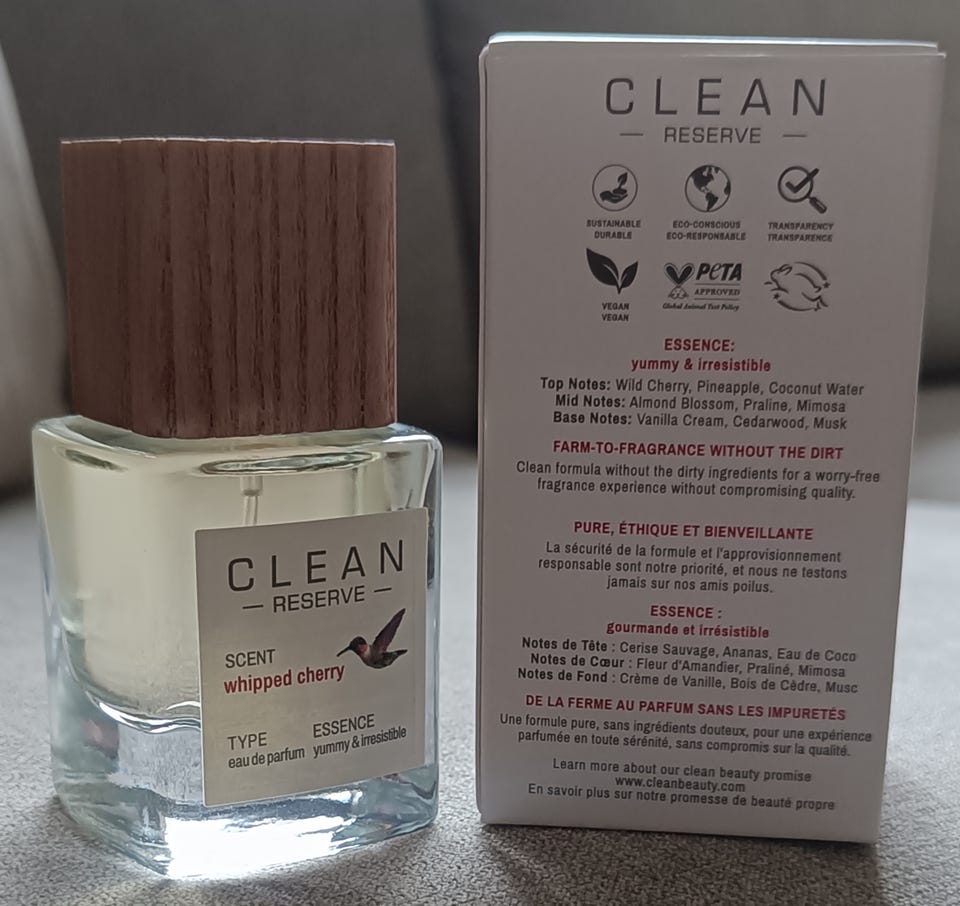 CLEAN
RESERVE
SCENT
whipped cherry
TYPE
eau de parfum
ESSENCE
yummy & irresistible
CLEAN
RESERVE
SUSTAINABLE
DURABLE
ECO-CONSCIOUS
ECO-RESPONSABLE
TRANSPARENCY
TRANSPARENCE
VEGAN
VEGAN
PETA
APPROVED
Global Animal Test Policy
ESSENCE:
yummy & irresistible
Top Notes: Wild Cherry, Pineapple, Coconut Water
Mid Notes: Almond Blossom, Praline, Mimosa
Base Notes: Vanilla Cream, Cedarwood, Musk
FARM-TO-FRAGRANCE WITHOUT THE DIRT
Clean formula without the dirty ingredients for a worry-free
fragrance experience without compromising quality.
PURE, ÉTHIQUE ET BIENVEILLANTE
La sécurité de la formule et l'approvisionnement
responsable sont notre priorité, et nous ne testons
jamais sur nos amis poilus.
ESSENCE :
gourmande et irrésistible
Notes de Tête : Cerise Sauvage, Ananas, Eau de Coco
Notes de Cœur : Fleur d'Amandier, Praliné, Mimosa
Notes de Fond : Crème de Vanille, Bois de Cèdre, Musc
DE LA FERME AU PARFUM SANS LES IMPURETÉS
Une formule pure, sans ingrédients douteux, pour une expérience
parfumée en toute sérénité, sans compromis sur la qualité.
Learn more about our clean beauty promise
www.cleanbeauty.com
En savoir plus sur notre promesse de beauté propre